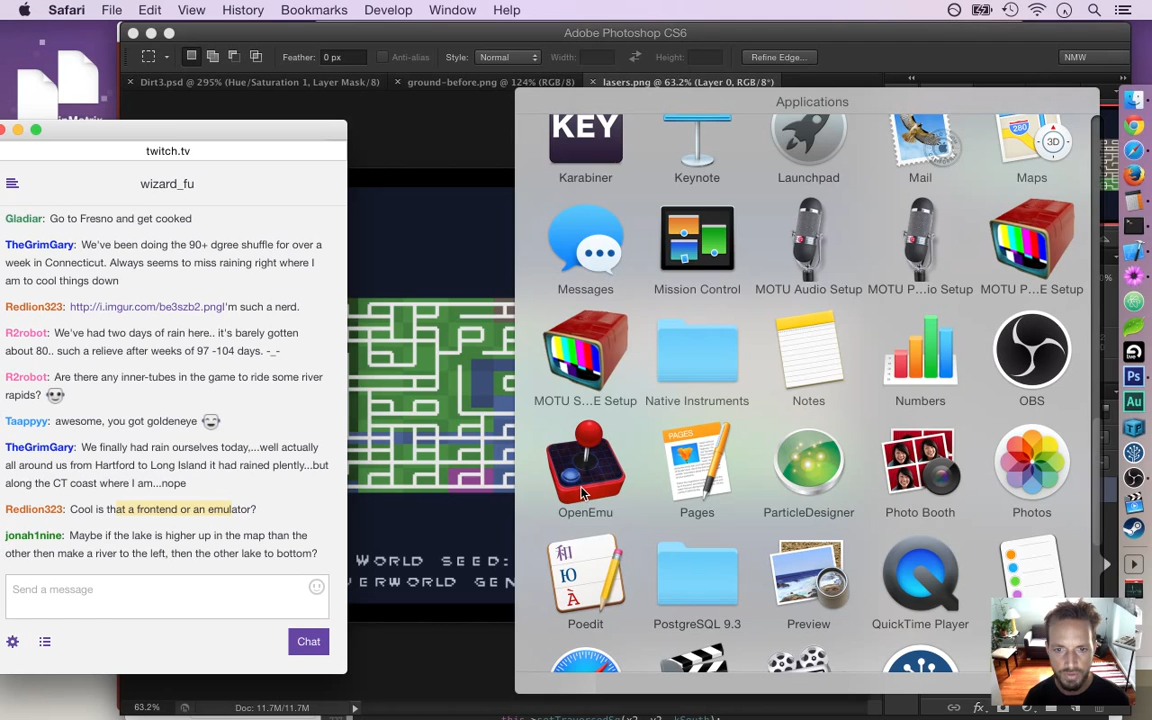 Safari File Edit View History Bookmarks Develop Window Help
Adobe Photoshop CS6
Feather: 0 px Anti-alias Style: Normal Width: Height: Refine Edge... NMW
Dirt3.psd @ 295% (Hue/Saturation 1, Layer Mask/8) ground-before.png @ 124% (RGB/8) lasers.png @ 63.2% (Layer 0, RGB/8*)
twitch.tv
wizard_fu
Gladiar: Go to Fresno and get cooked
TheGrimGary: We've been doing the 90+ dgree shuffle for over a
week in Connecticut. Always seems to miss raining right where I
am to cool things down
Redlion323: http://i.imgur.com/be3szb2.pngI'm such a nerd.
R2robot: We've had two days of rain here.. it's barely gotten
about 80.. such a relieve after weeks of 97 -104 days. -_-
R2robot: Are there any inner-tubes in the game to ride some river
rapids?
Taappyy: awesome, you got goldeneye
TheGrimGary: We finally had rain ourselves today,...well actually
all around us from Hartford to Long Island it had rained plently...but
along the CT coast where I am...nope
Redlion323: Cool is that a frontend or an emulator?
jonah1nine: Maybe if the lake is higher up in the map than the
other then make a river to the left, then the other lake to bottom?
Send a message
Chat
Applications
KEY
280
3D
Karabiner Keynote Launchpad Mail Maps
Messages Mission Control MOTU Audio Setup MOTU P...io Setup MOTU P...E Setup
MOTU S...E Setup Native Instruments Notes Numbers OBS
PAGES
OpenEmu Pages ParticleDesigner Photo Booth Photos
Poedit PostgreSQL 9.3 Preview QuickTime Player
WORLD SEED:
VERWORLD GEN
63.2% Doc: 11.7M/11.7M